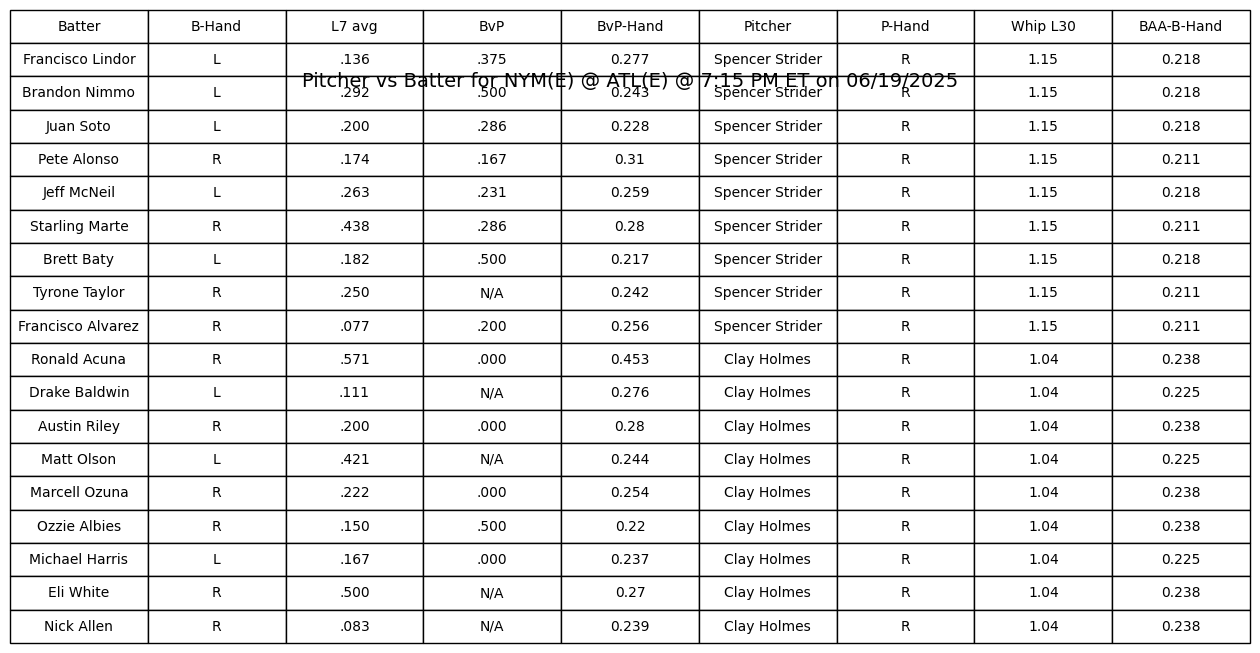 Batter B-Hand L7 avg BvP BvP-Hand Pitcher P-Hand Whip L30 BAA-B-Hand
Francisco Lindor L .136 .375 0.277 Spencer Strider R 1.15 0.218
Pitcher vs Batter for NYM(E) @ ATL(E) @ 7:15 PM ET on 06/19/2025
Brandon Nimmo L .292 .500 0.243 Spencer Strider R 1.15 0.218
Juan Soto L .200 .286 0.228 Spencer Strider R 1.15 0.218
Pete Alonso R .174 .167 0.31 Spencer Strider R 1.15 0.211
Jeff McNeil L .263 .231 0.259 Spencer Strider R 1.15 0.218
Starling Marte R .438 .286 0.28 Spencer Strider R 1.15 0.211
Brett Baty L .182 .500 0.217 Spencer Strider R 1.15 0.218
Tyrone Taylor R .250 N/A 0.242 Spencer Strider R 1.15 0.211
Francisco Alvarez R .077 .200 0.256 Spencer Strider R 1.15 0.211
Ronald Acuna R .571 .000 0.453 Clay Holmes R 1.04 0.238
Drake Baldwin L .111 N/A 0.276 Clay Holmes R 1.04 0.225
Austin Riley R .200 .000 0.28 Clay Holmes R 1.04 0.238
Matt Olson L .421 N/A 0.244 Clay Holmes R 1.04 0.225
Marcell Ozuna R .222 .000 0.254 Clay Holmes R 1.04 0.238
Ozzie Albies R .150 .500 0.22 Clay Holmes R 1.04 0.238
Michael Harris L .167 .000 0.237 Clay Holmes R 1.04 0.225
Eli White R .500 N/A 0.27 Clay Holmes R 1.04 0.238
Nick Allen R .083 N/A 0.239 Clay Holmes R 1.04 0.238